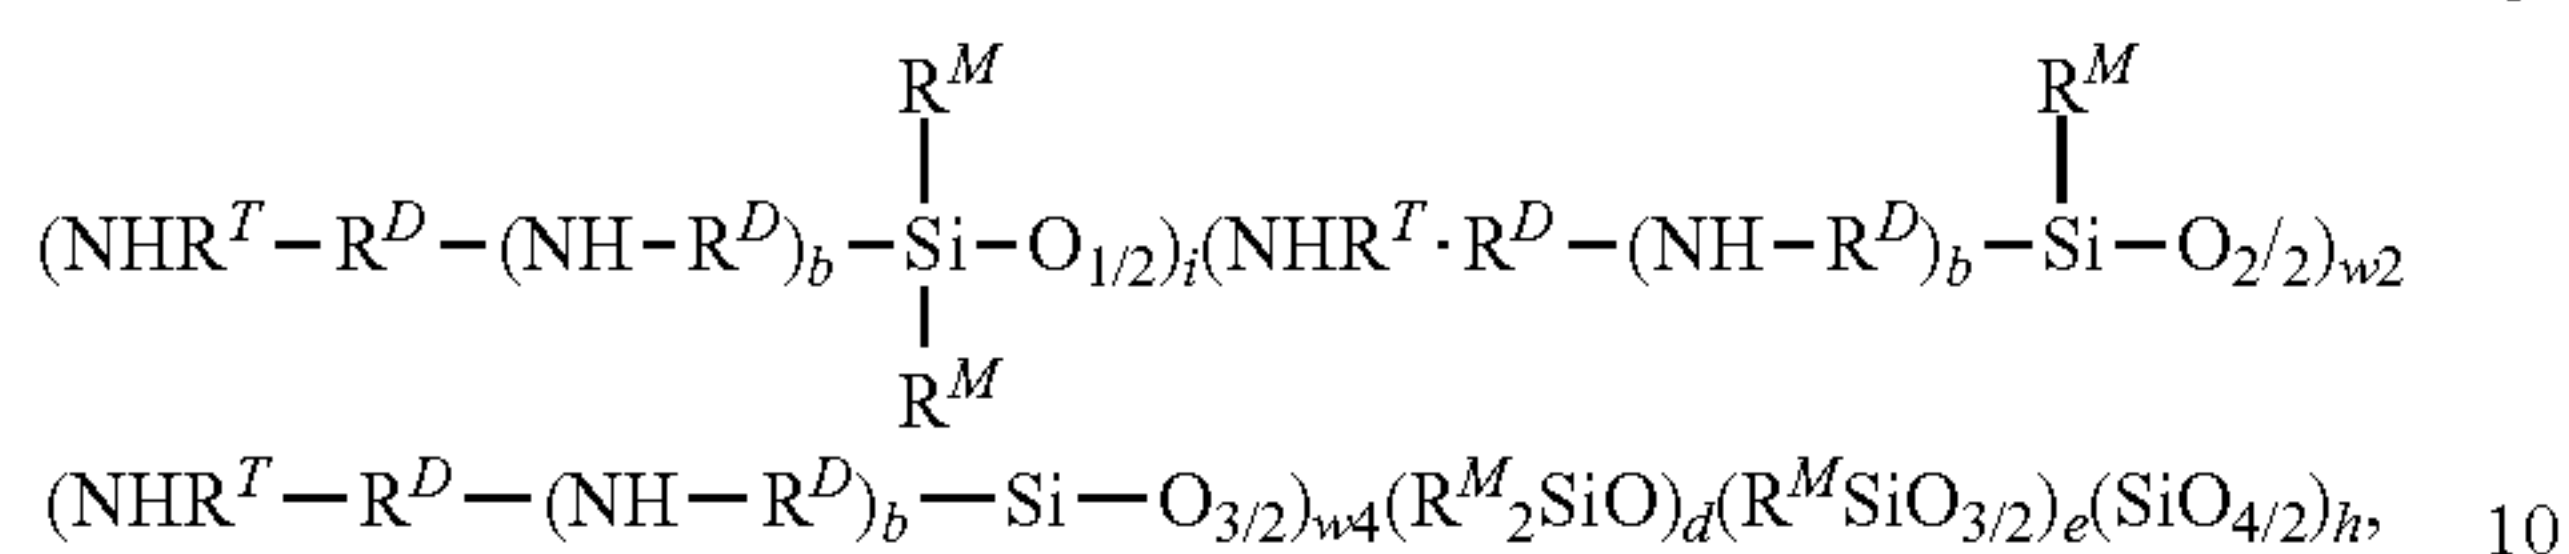 R^M R^M
(NHR^T–R^D–(NH–R^D)_b–Si–O_{1/2})_i(NHR^T·R^D–(NH–R^D)_b–Si–O_{2/2})_{w2}
R^M
(NHR^T—R^D—(NH—R^D)_b—Si—O_{3/2})_{w4}(R^M_2SiO)_d(R^MSiO_{3/2})_e(SiO_{4/2})_h, 10